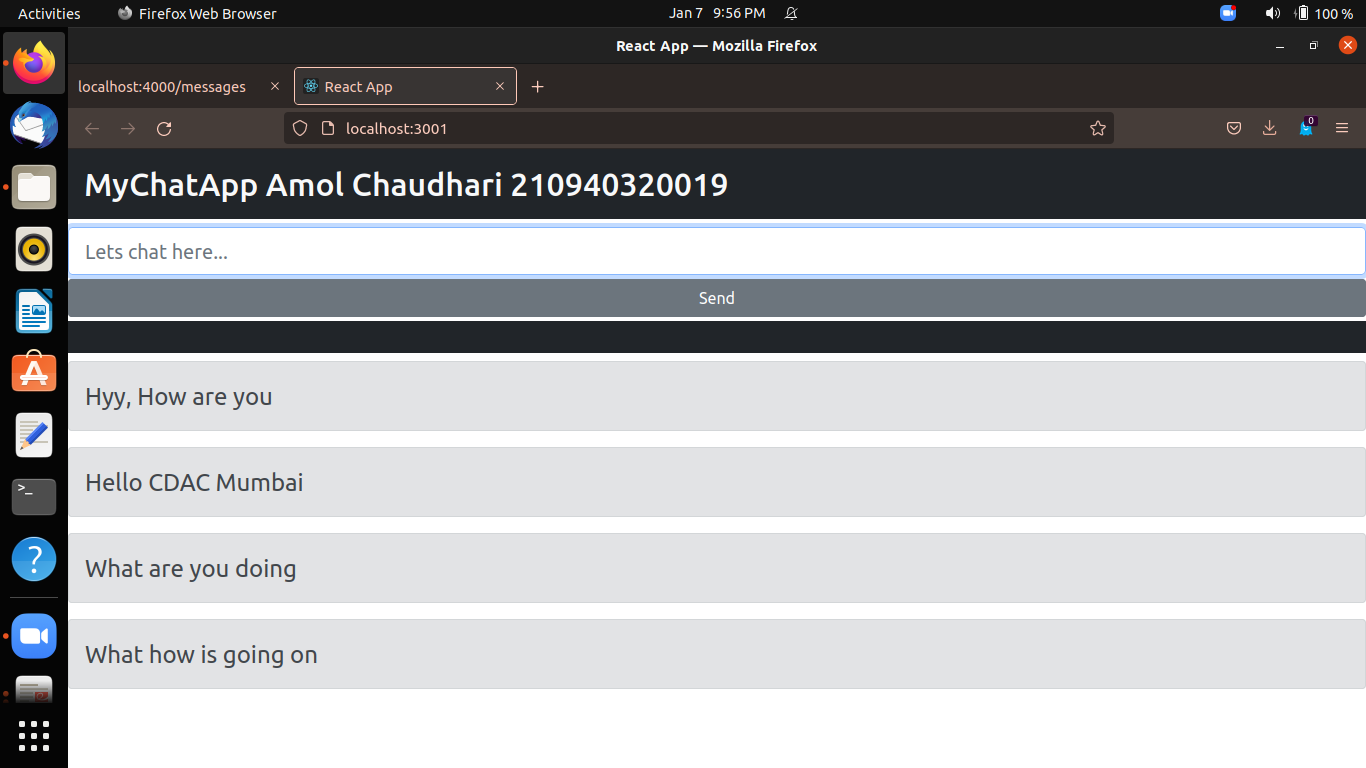 Activities Firefox Web Browser Jan 7 9:56 PM 100 %
React App — Mozilla Firefox
localhost:4000/messages React App
localhost:3001 0
MyChatApp Amol Chaudhari 210940320019
Lets chat here...
Send
Hyy, How are you
Hello CDAC Mumbai
What are you doing
What how is going on